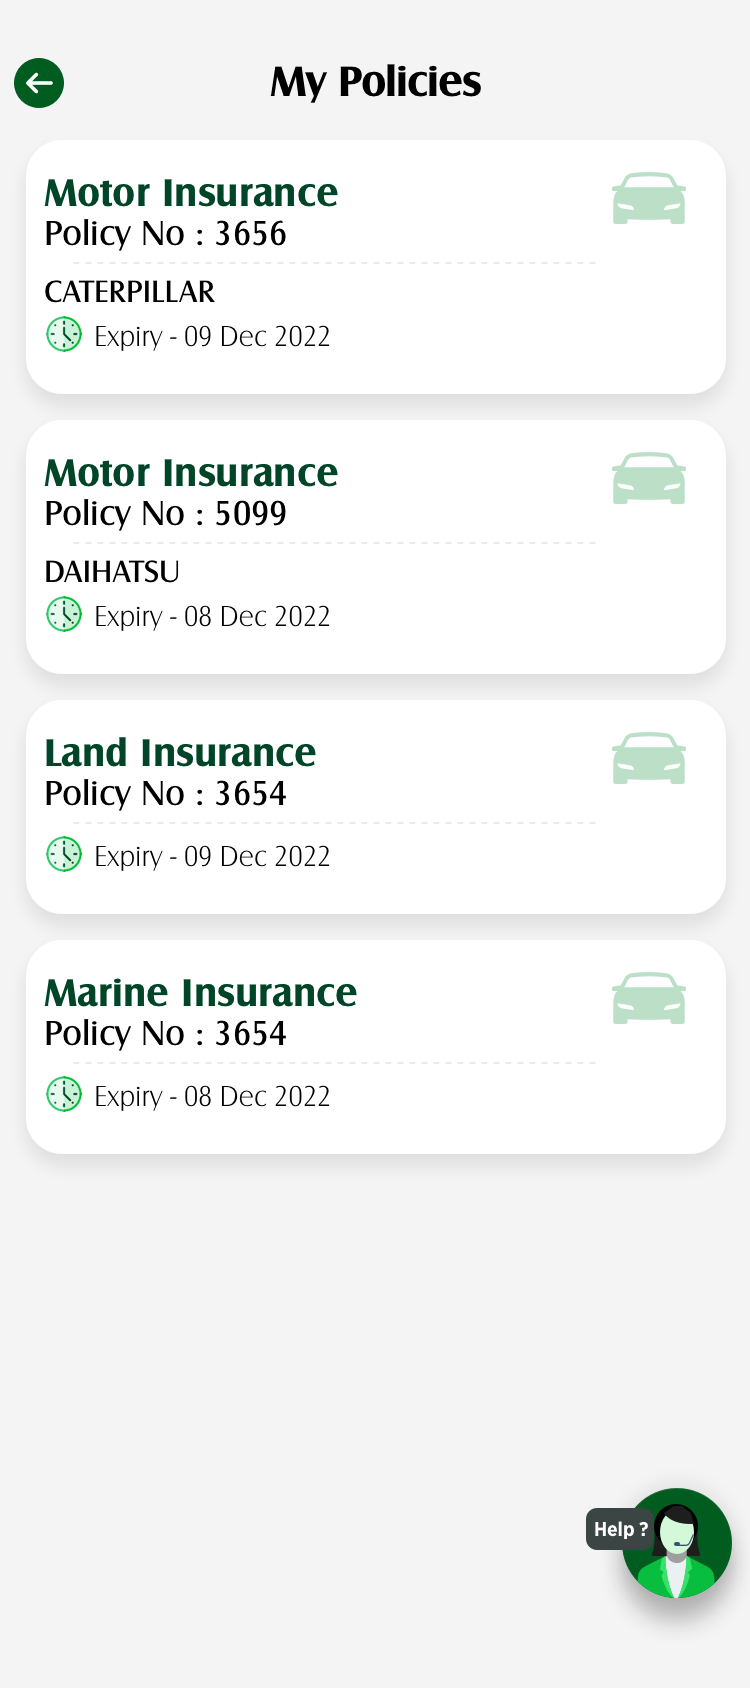 My Policies
Motor Insurance
Policy No : 3656
CATERPILLAR
Expiry - 09 Dec 2022
Motor Insurance
Policy No : 5099
DAIHATSU
Expiry - 08 Dec 2022
Land Insurance
Policy No : 3654
Expiry - 09 Dec 2022
Marine Insurance
Policy No : 3654
Expiry - 08 Dec 2022
Help ?